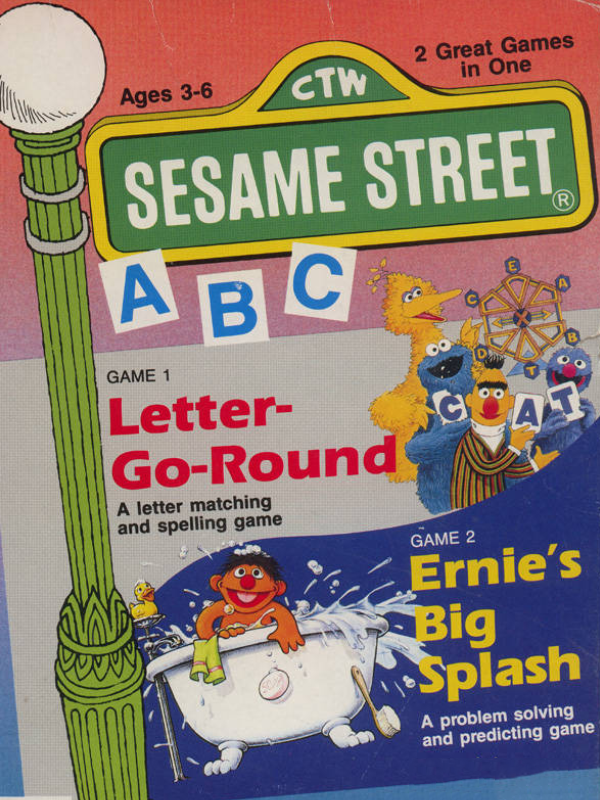 Ages 3-6
2 Great Games
in One
CTW
SESAME STREET®
A B C
GAME 1
Letter-
Go-Round
A letter matching
and spelling game
E
C A
D B
T
C A T
GAME 2
Ernie's
Big
Splash
A problem solving
and predicting game